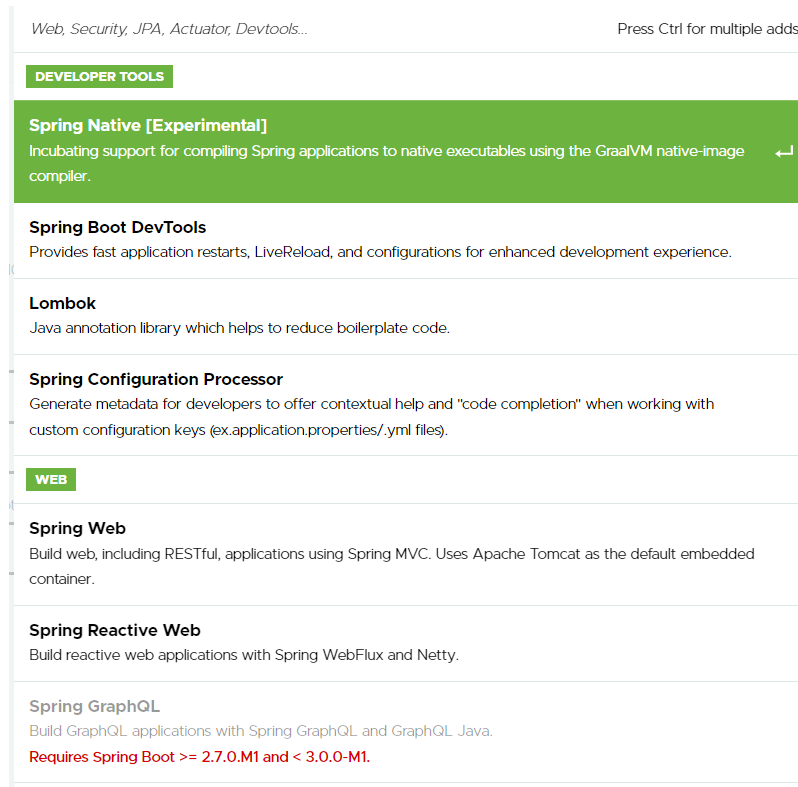 Web, Security, JPA, Actuator, Devtools...
Press Ctrl for multiple adds
DEVELOPER TOOLS
Spring Native [Experimental]
Incubating support for compiling Spring applications to native executables using the GraalVM native-image
compiler.
Spring Boot DevTools
Provides fast application restarts, LiveReload, and configurations for enhanced development experience.
Lombok
Java annotation library which helps to reduce boilerplate code.
Spring Configuration Processor
Generate metadata for developers to offer contextual help and "code completion" when working with
custom configuration keys (ex.application.properties/.yml files).
WEB
Spring Web
Build web, including RESTful, applications using Spring MVC. Uses Apache Tomcat as the default embedded
container.
Spring Reactive Web
Build reactive web applications with Spring WebFlux and Netty.
Spring GraphQL
Build GraphQL applications with Spring GraphQL and GraphQL Java.
Requires Spring Boot >= 2.7.0.M1 and < 3.0.0-M1.